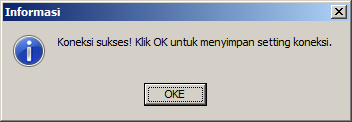 Informasi
Koneksi sukses! Klik OK untuk menyimpan setting koneksi.
OKE